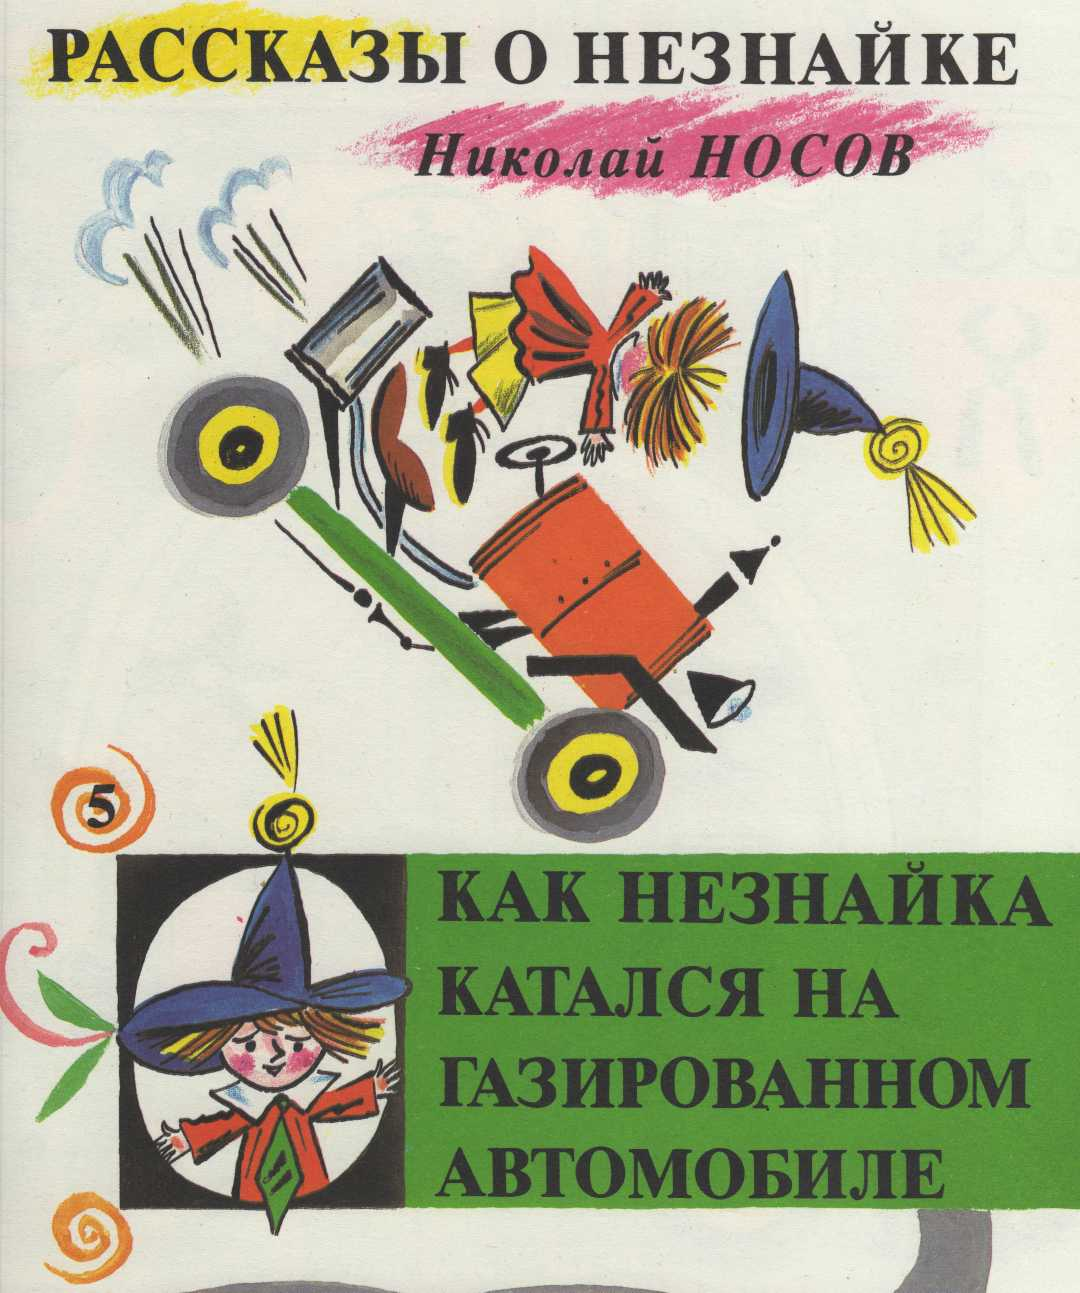 РАССКАЗЫ О НЕЗНАЙКЕ
Николай НОСОВ
5
КАК НЕЗНАЙКА
КАТАЛСЯ НА
ГАЗИРОВАННОМ
АВТОМОБИЛЕ